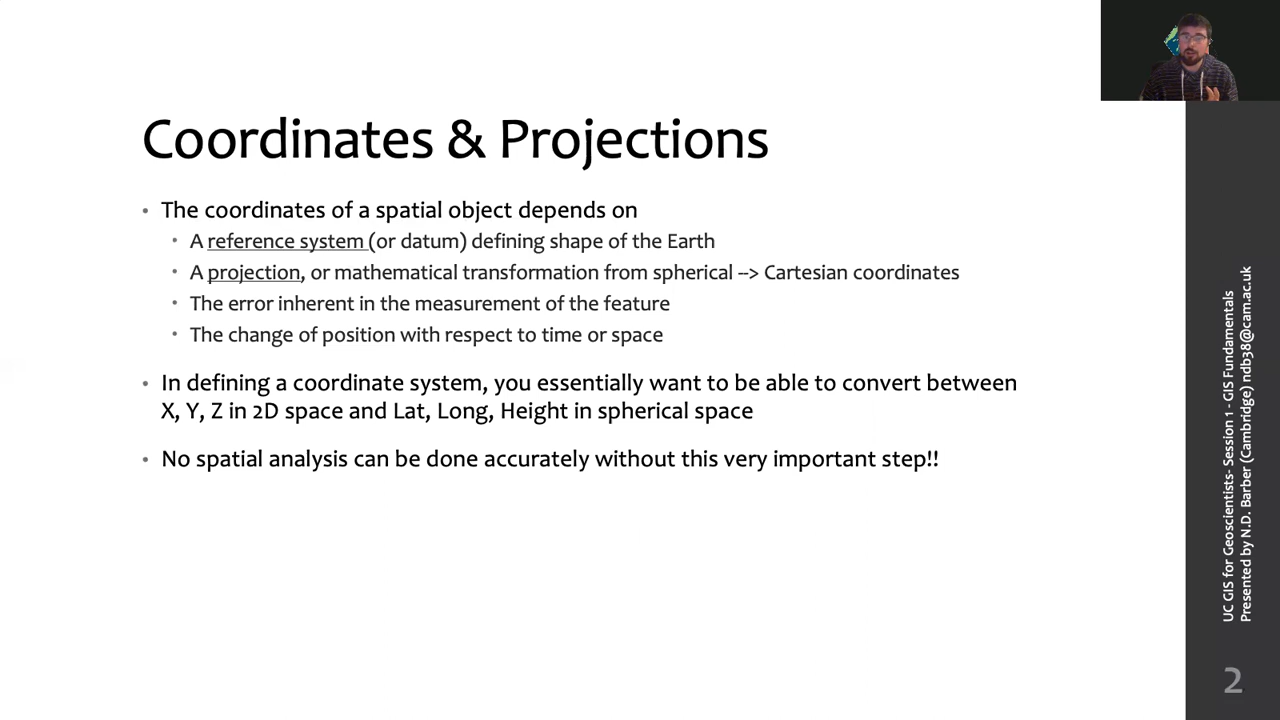 Coordinates & Projections
• The coordinates of a spatial object depends on
• A reference system (or datum) defining shape of the Earth
• A projection, or mathematical transformation from spherical --> Cartesian coordinates
• The error inherent in the measurement of the feature
• The change of position with respect to time or space
• In defining a coordinate system, you essentially want to be able to convert between
X, Y, Z in 2D space and Lat, Long, Height in spherical space
• No spatial analysis can be done accurately without this very important step!!
UC GIS for Geoscientists- Session 1 - GIS Fundamentals
Presented by N.D. Barber (Cambridge) ndb38@cam.ac.uk
2